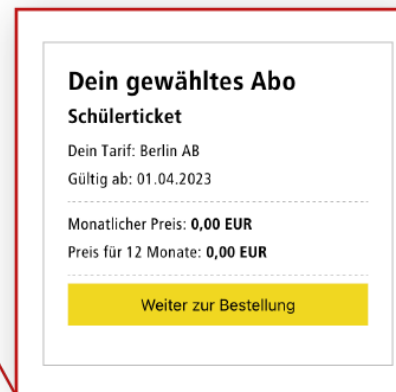 Dein gewähltes Abo
Schülerticket
Dein Tarif: Berlin AB
Gültig ab: 01.04.2023
Monatlicher Preis: 0,00 EUR
Preis für 12 Monate: 0,00 EUR
Weiter zur Bestellung